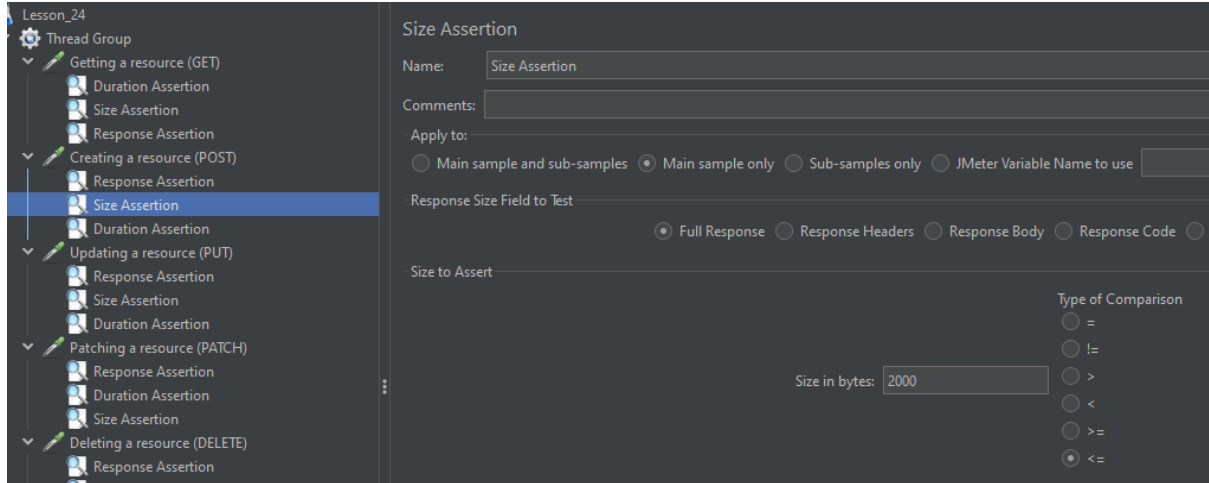 Lesson_24
Thread Group
Getting a resource (GET)
Duration Assertion
Size Assertion
Response Assertion
Creating a resource (POST)
Response Assertion
Size Assertion
Duration Assertion
Updating a resource (PUT)
Response Assertion
Size Assertion
Duration Assertion
Patching a resource (PATCH)
Response Assertion
Duration Assertion
Size Assertion
Deleting a resource (DELETE)
Response Assertion
Size Assertion
Name: Size Assertion
Comments:
Apply to:
Main sample and sub-samples Main sample only Sub-samples only JMeter Variable Name to use
Response Size Field to Test
Full Response Response Headers Response Body Response Code
Size to Assert
Type of Comparison
=
!=
Size in bytes: 2000
>
<
>=
<=